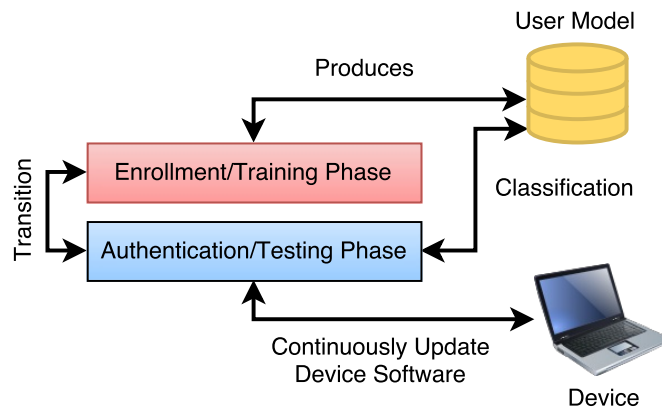 User Model
Produces
Enrollment/Training Phase
Transition
Classification
Authentication/Testing Phase
Continuously Update
Device Software
Device